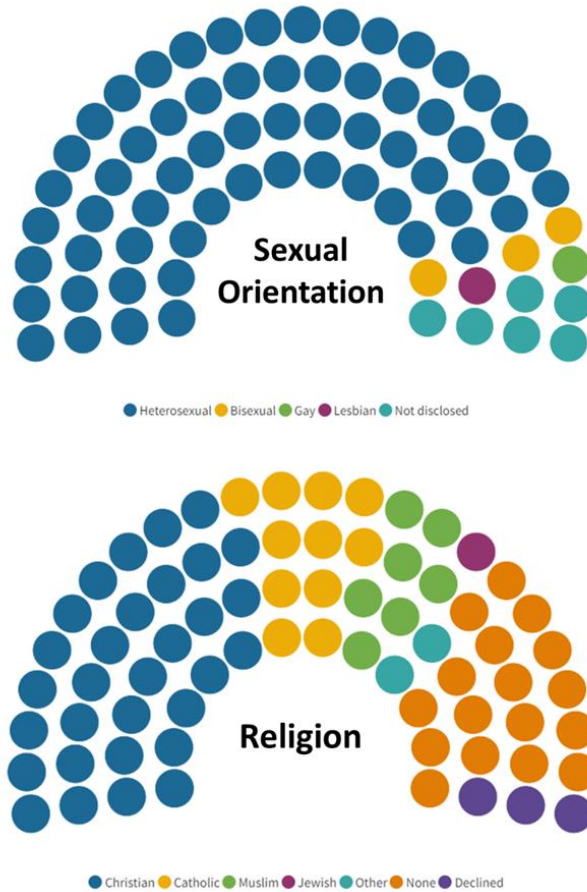 Sexual
Orientation
Heterosexual Bisexual Gay Lesbian Not disclosed
Religion
Christian Catholic Muslim Jewish Other None Declined